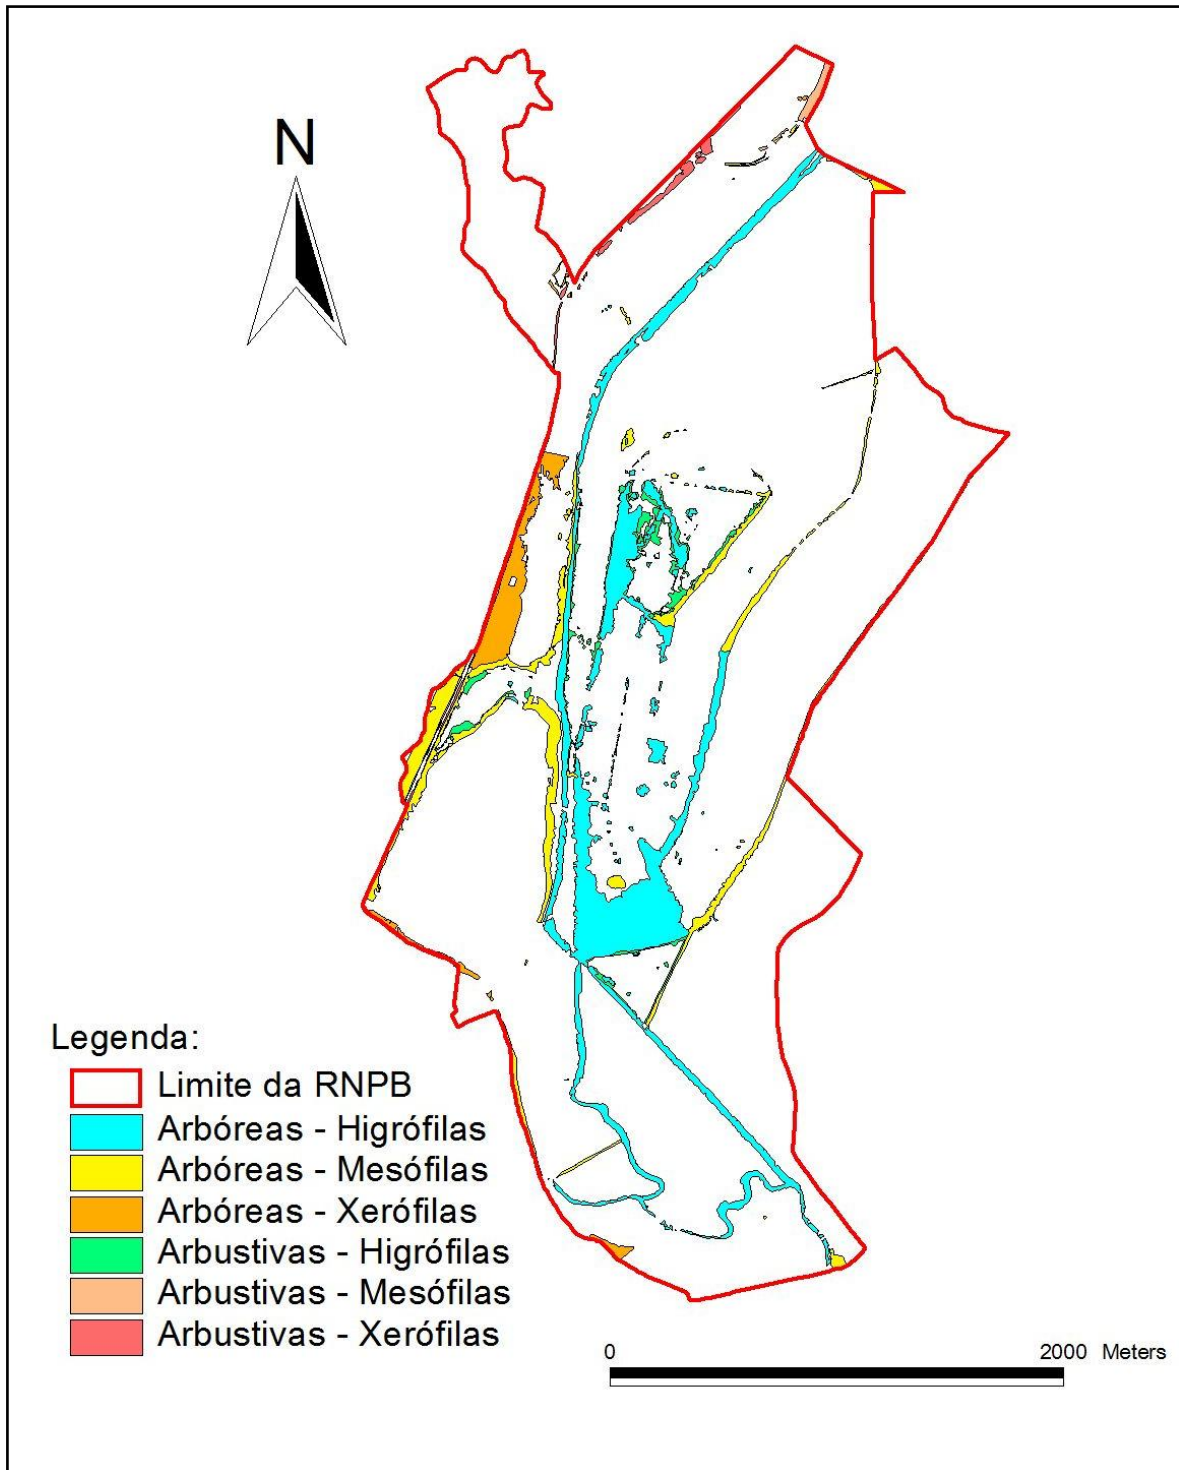 N
Legenda:
Limite da RNPB
Arbóreas - Higrófilas
Arbóreas - Mesófilas
Arbóreas - Xerófilas
Arbustivas - Higrófilas
Arbustivas - Mesófilas
Arbustivas - Xerófilas
0 2000 Meters